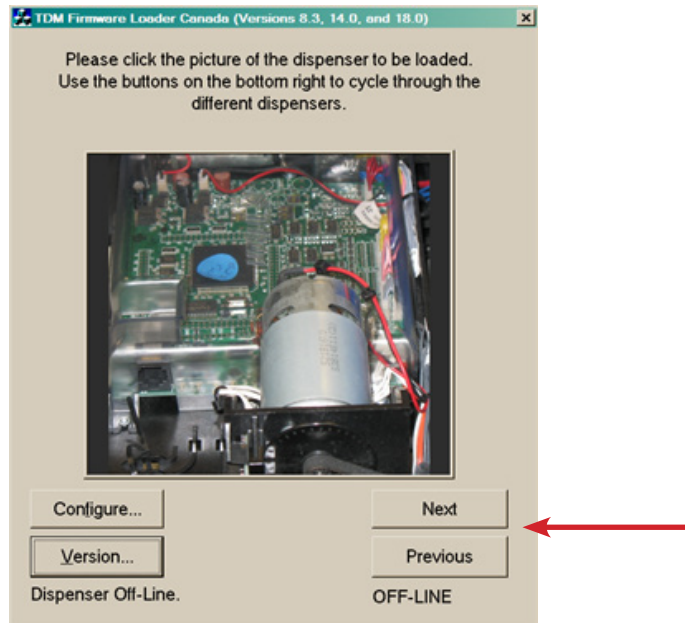 TDM Firmware Loader Canada (Versions 8.3, 14.0, and 18.0)
Please click the picture of the dispenser to be loaded.
Use the buttons on the bottom right to cycle through the
different dispensers.
Configure...
Next
Version...
Previous
Dispenser Off-Line.
OFF-LINE